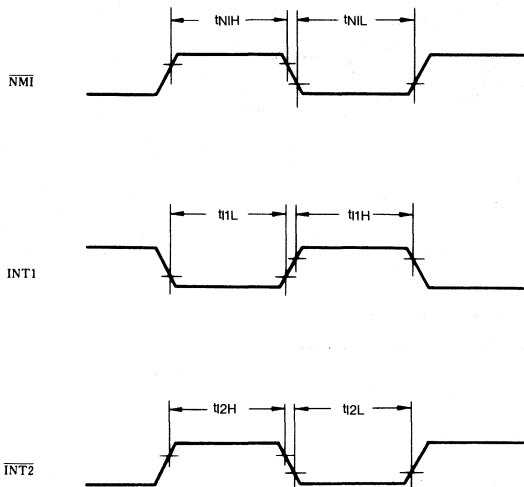 tNIH tNIL
NMI
tI1L tI1H
INT1
tI2H tI2L
INT2